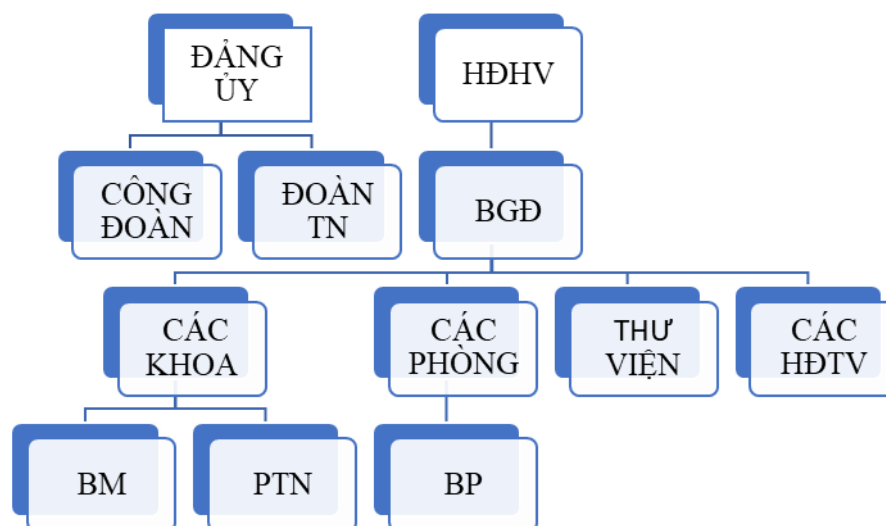 ĐẢNG
ỦY
HĐHV
CÔNG
ĐOÀN
ĐOÀN
TN
BGĐ
CÁC
KHOA
CÁC
PHÒNG
THƯ
VIỆN
CÁC
HĐTV
BM
PTN
BP